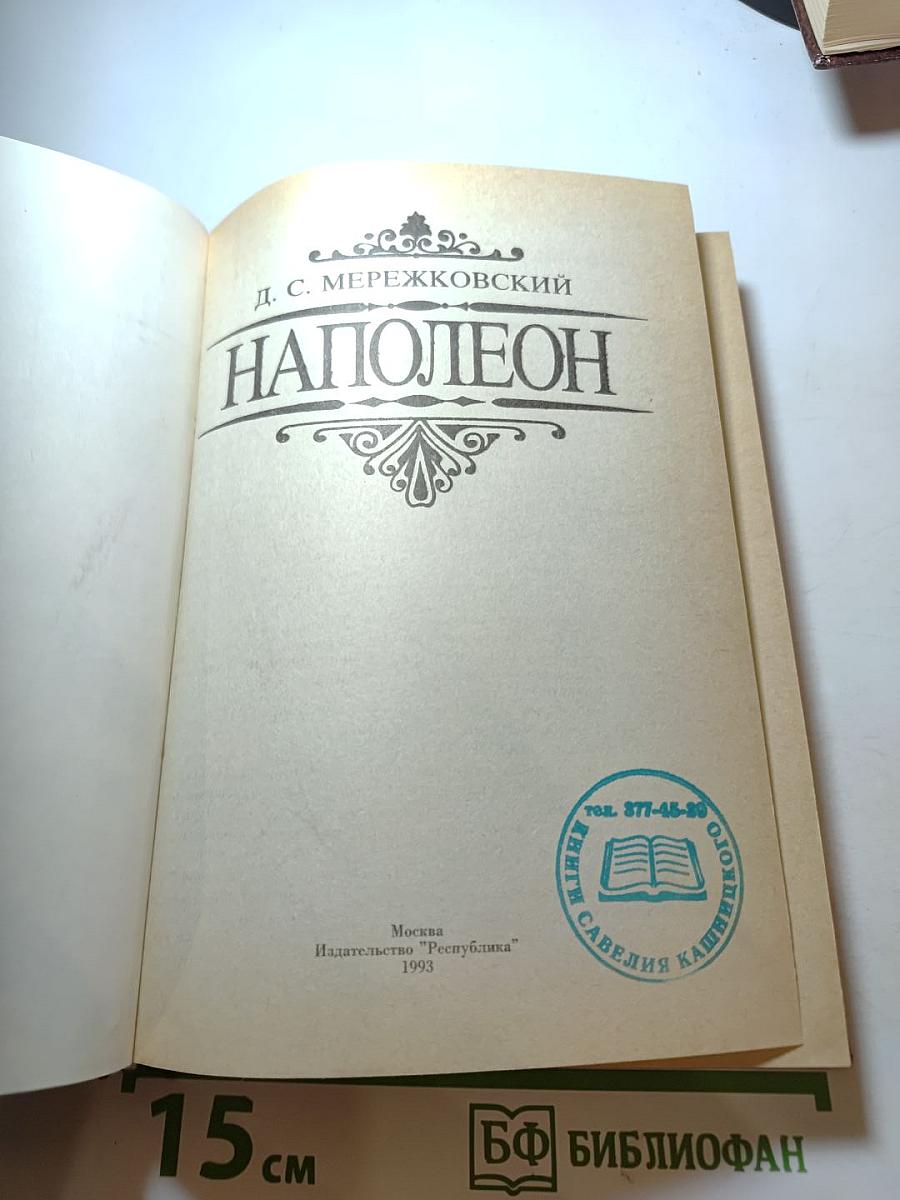 Д. С. МЕРЕЖКОВСКИЙ
НАПОЛЕОН
тел. 377-45-29
КНИГИ САВЕЛИЯ КАШНИЦКОГО
Москва
Издательство "Республика"
1993
15 см
БФ БИБЛИОФАН